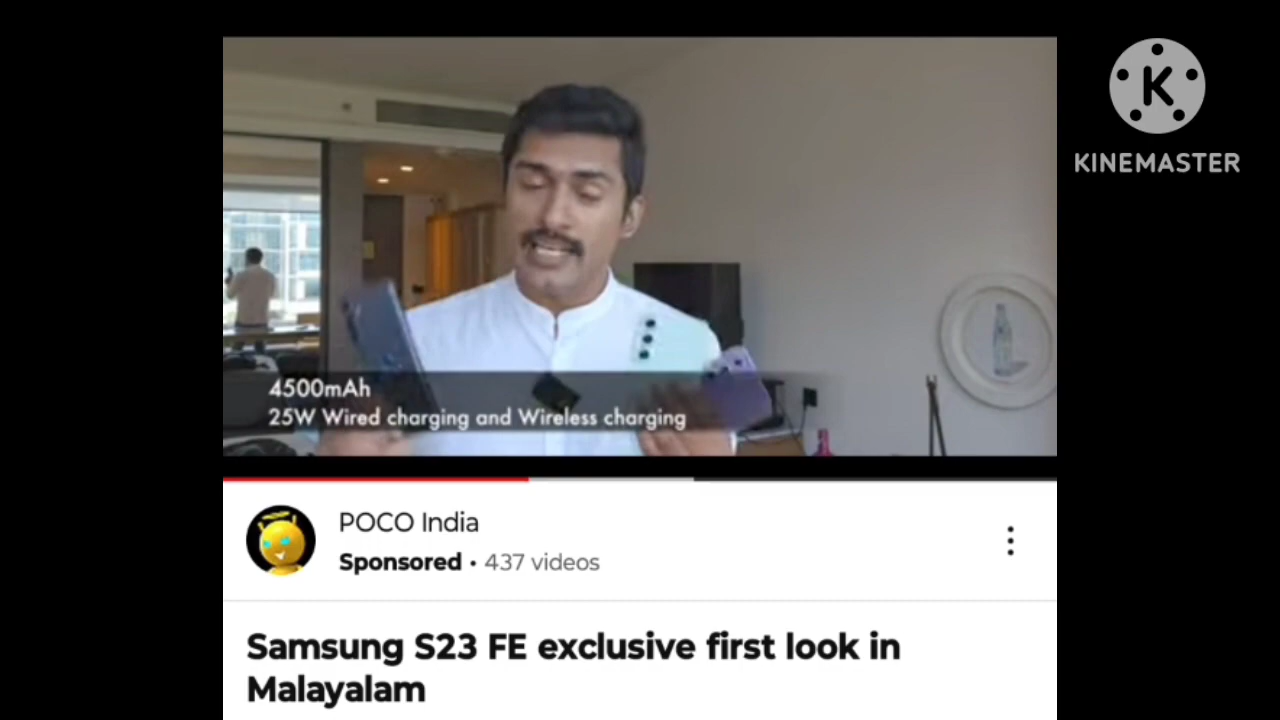 KINEMASTER
4500mAh
25W Wired charging and Wireless charging
POCO India
Sponsored • 437 videos
Samsung S23 FE exclusive first look in
Malayalam